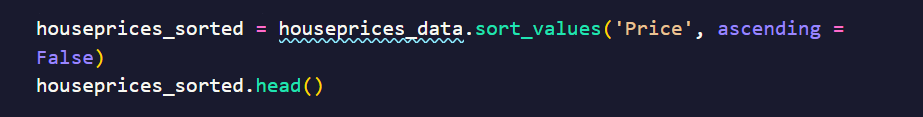 houseprices_sorted = houseprices_data.sort_values('Price', ascending =
False)
houseprices_sorted.head()